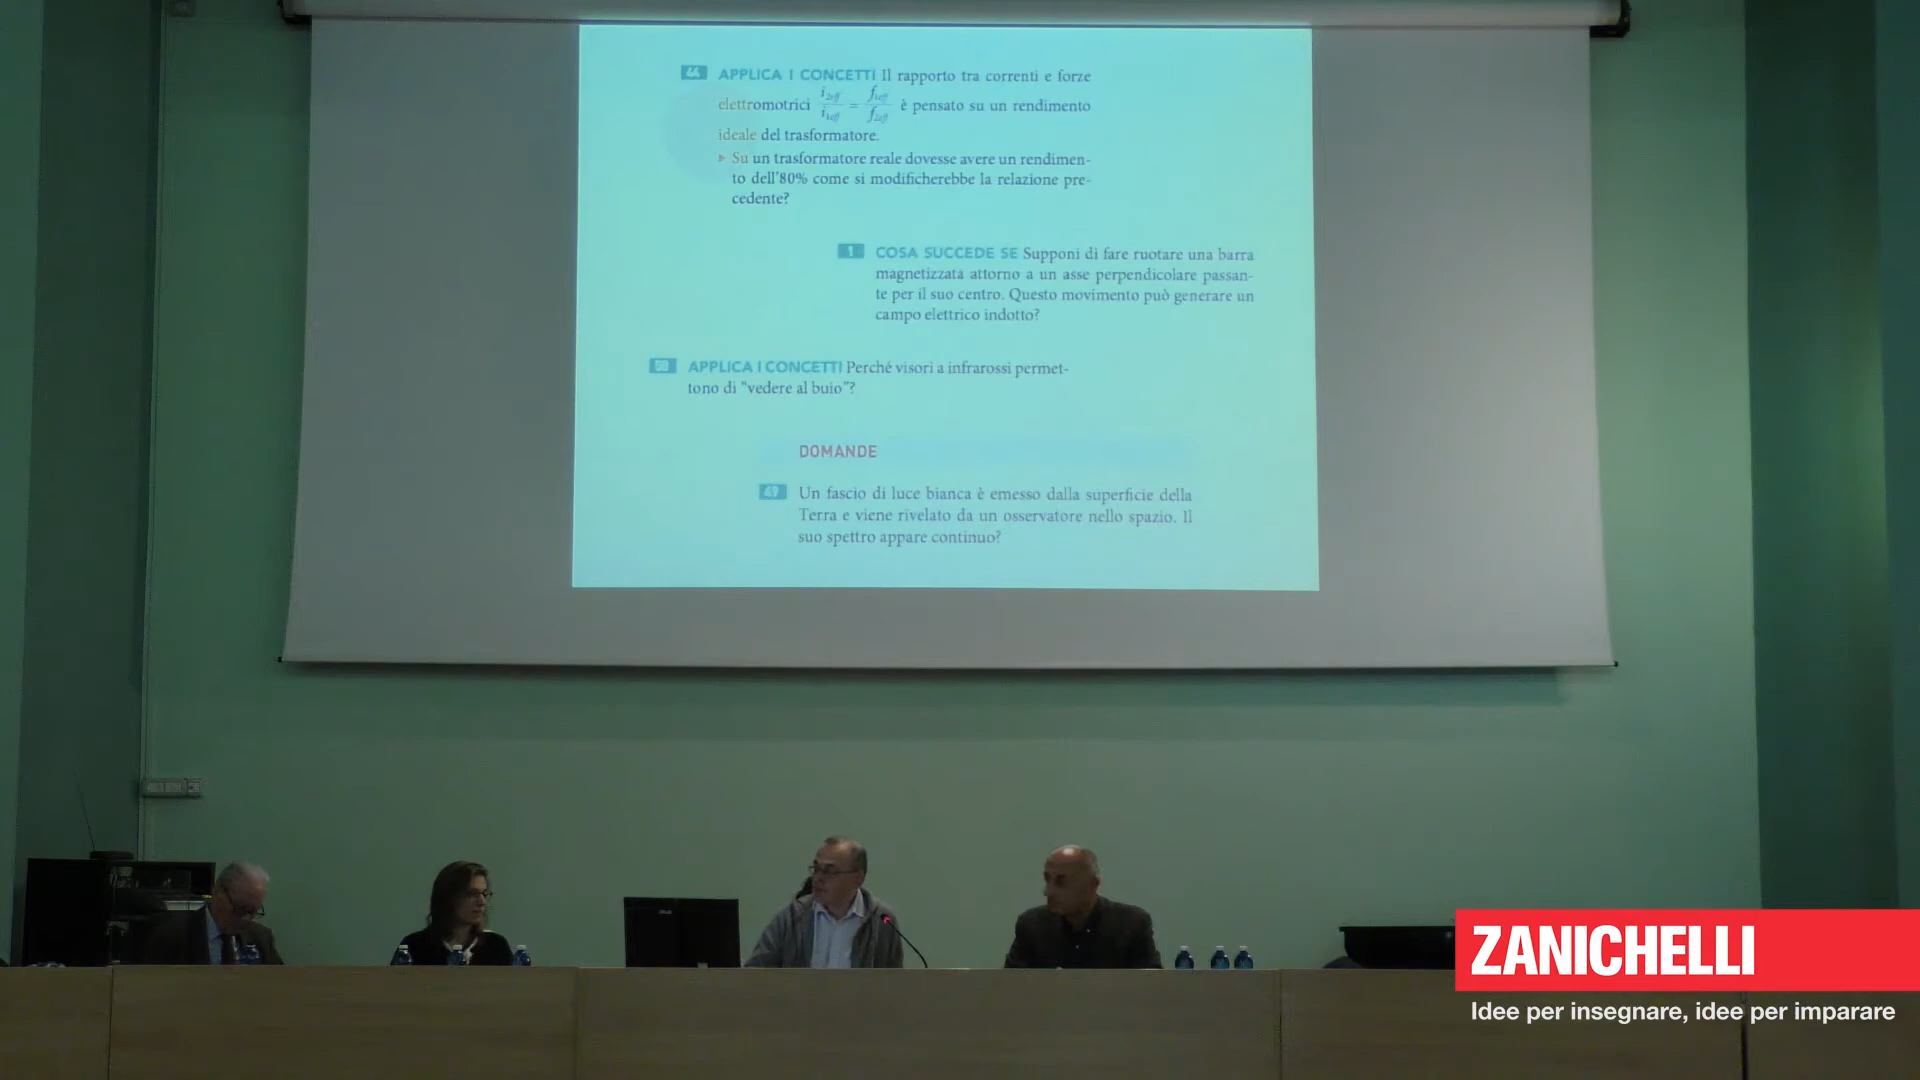 44 APPLICA I CONCETTI Il rapporto tra correnti e forze
elettromotrici i2eff/i1eff = f1eff/f2eff è pensato su un rendimento
ideale del trasformatore.
▸ Su un trasformatore reale dovesse avere un rendimen-
to dell'80% come si modificherebbe la relazione pre-
cedente?
1 COSA SUCCEDE SE Supponi di fare ruotare una barra
magnetizzata attorno a un asse perpendicolare passan-
te per il suo centro. Questo movimento può generare un
campo elettrico indotto?
50 APPLICA I CONCETTI Perché visori a infrarossi permet-
tono di "vedere al buio"?
DOMANDE
49 Un fascio di luce bianca è emesso dalla superficie della
Terra e viene rivelato da un osservatore nello spazio. Il
suo spettro appare continuo?
ZANICHELLI
Idee per insegnare, idee per imparare